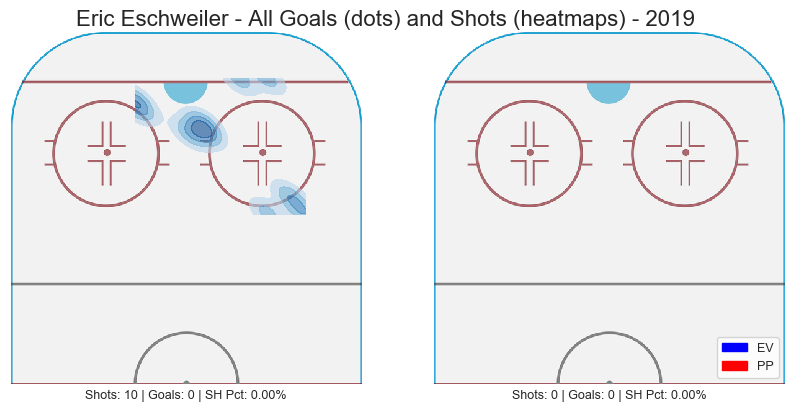 Eric Eschweiler - All Goals (dots) and Shots (heatmaps) - 2019
EV
PP
Shots: 10 | Goals: 0 | SH Pct: 0.00%
Shots: 0 | Goals: 0 | SH Pct: 0.00%